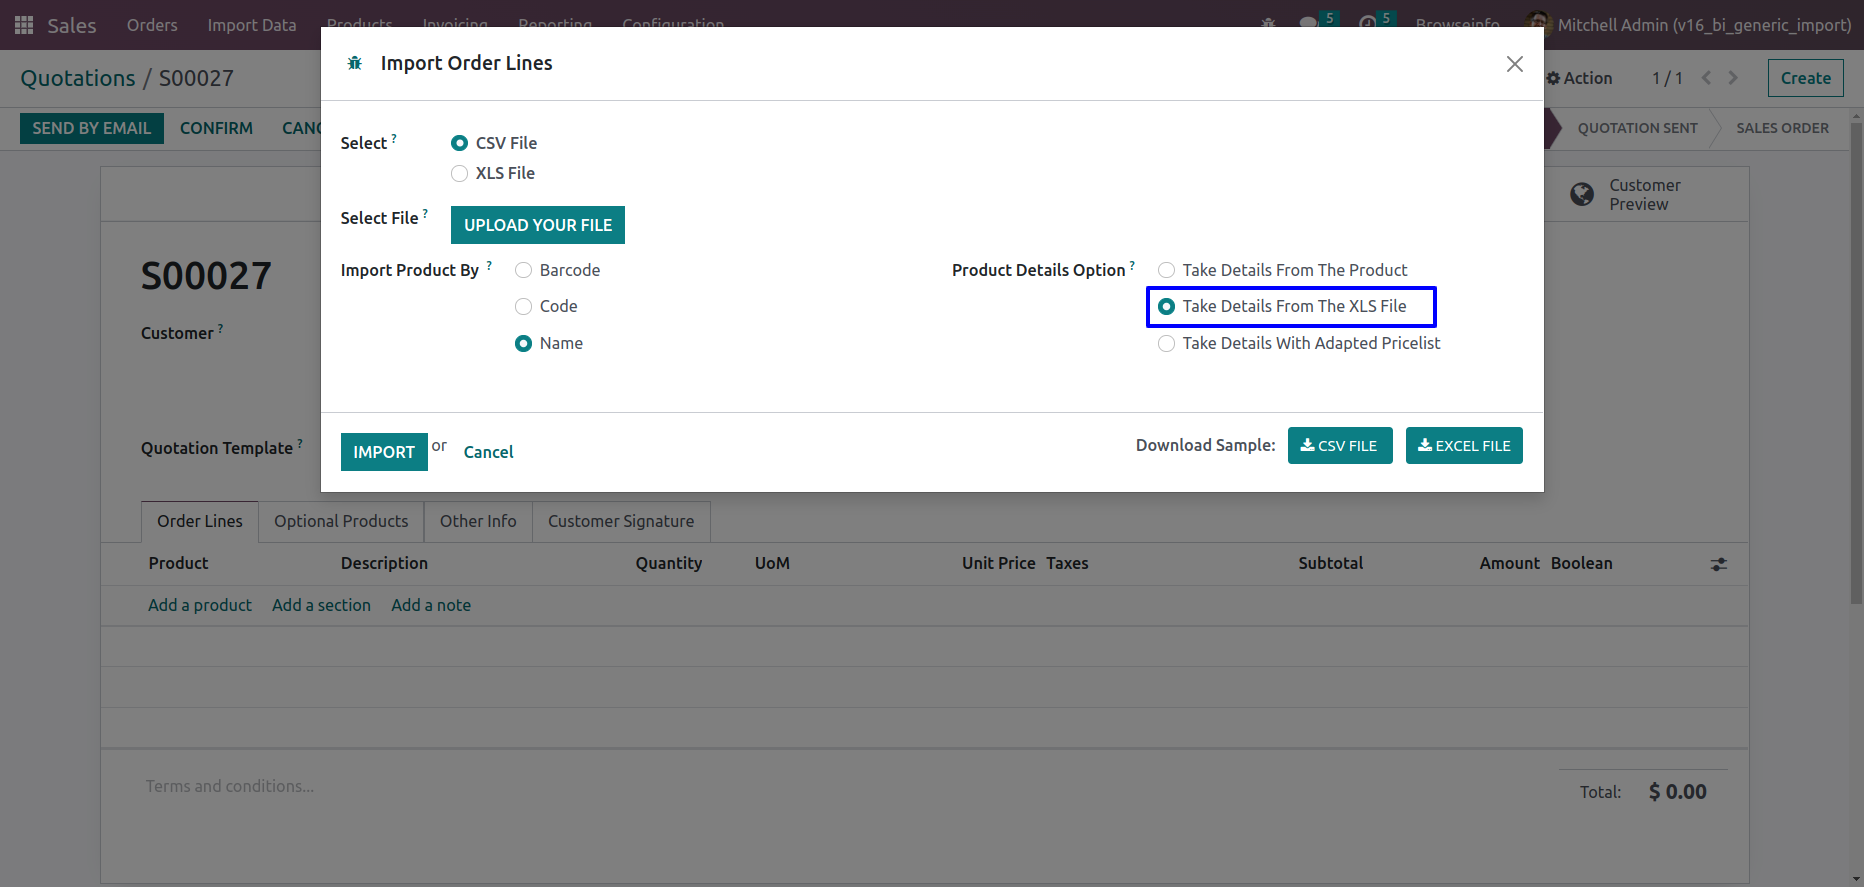 Sales Orders Import Data Products Invoicing Reporting Configuration 5 5 Browseinfo Mitchell Admin (v16_bi_generic_import)
Quotations / S00027
Action 1 / 1 Create
SEND BY EMAIL CONFIRM CANC
QUOTATION SENT SALES ORDER
Import Order Lines
Select ?
CSV File
XLS File
Select File ? UPLOAD YOUR FILE
Import Product By ?
Barcode
Code
Name
Product Details Option ?
Take Details From The Product
Take Details From The XLS File
Take Details With Adapted Pricelist
IMPORT or Cancel
Download Sample: CSV FILE EXCEL FILE
Customer
Preview
S00027
Customer ?
Quotation Template ?
Order Lines Optional Products Other Info Customer Signature
Product Description Quantity UoM Unit Price Taxes Subtotal Amount Boolean
Add a product Add a section Add a note
Terms and conditions...
Total: $ 0.00